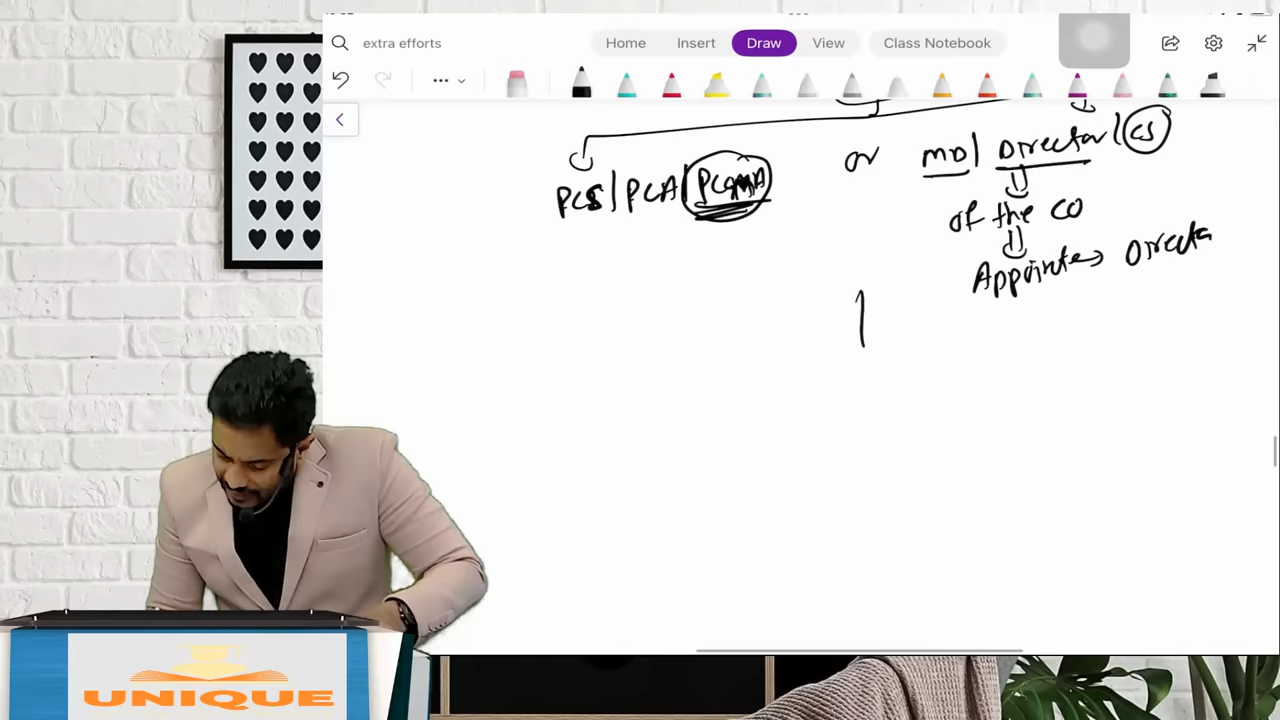 extra efforts
Home Insert Draw View Class Notebook
or MD | Director | CS
PCS | PCA | PCMA
of the CO
Appointes Directo
UNIQUE